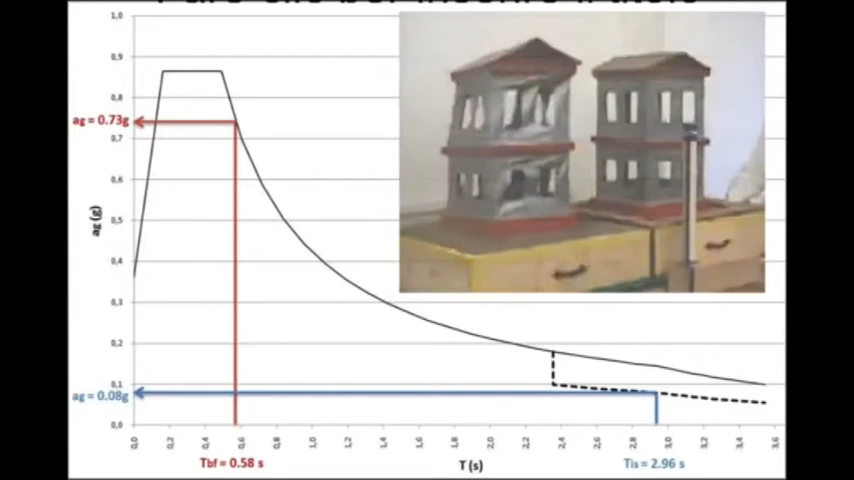 1,0
0,9
0,8
0,7
0,6
0,5
0,4
0,3
0,2
0,1
0,0
ag (g)
ag = 0.73g
ag = 0.08g
0,0 0,2 0,4 0,6 0,8 1,0 1,2 1,4 1,6 1,8 2,0 2,2 2,4 2,6 2,8 3,0 3,2 3,4 3,6
Tbf = 0.58 s
T (s)
Tis = 2.96 s